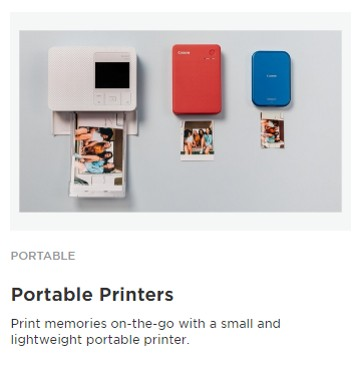 PORTABLE
Portable Printers
Print memories on-the-go with a small and
lightweight portable printer.